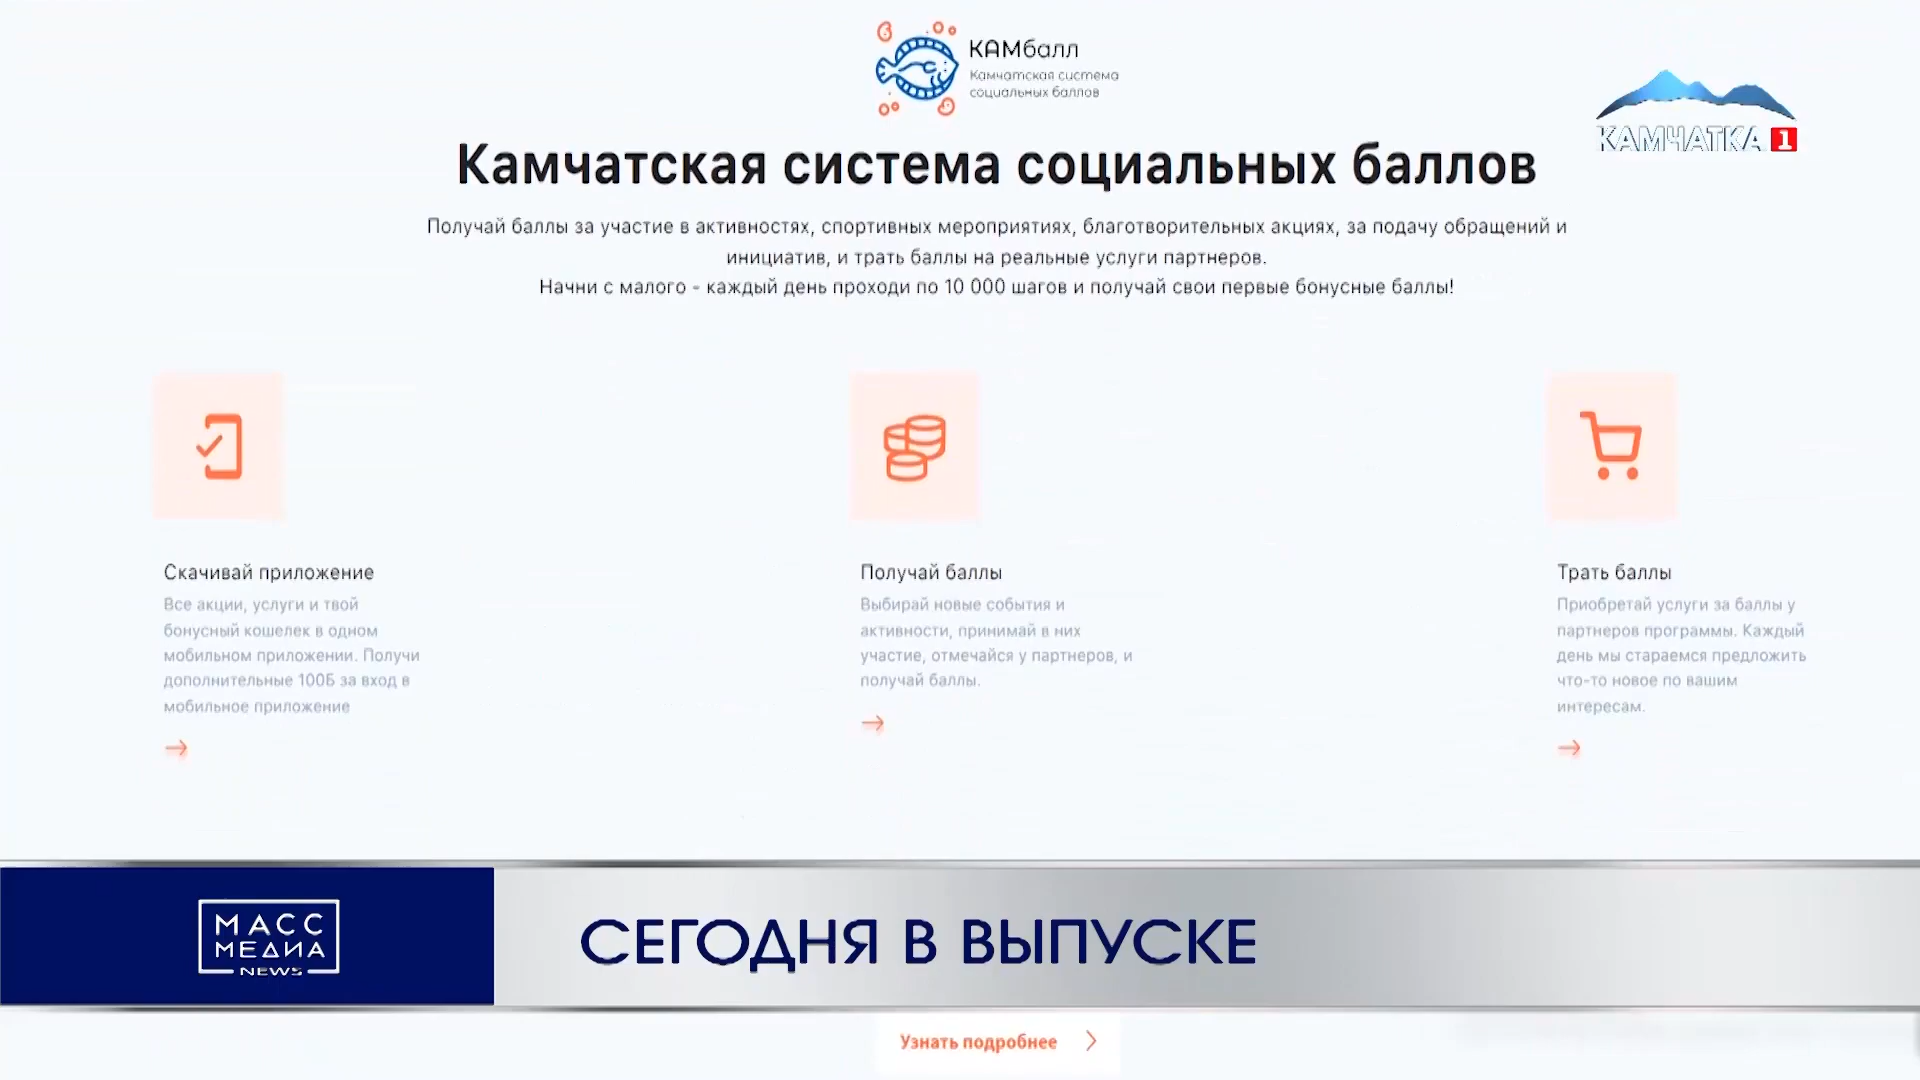 КАМбалл
Камчатская система
социальных баллов
КАМЧАТКА 1
Камчатская система социальных баллов
Получай баллы за участие в активностях, спортивных мероприятиях, благотворительных акциях, за подачу обращений и
инициатив, и трать баллы на реальные услуги партнеров.
Начни с малого - каждый день проходи по 10 000 шагов и получай свои первые бонусные баллы!
Скачивай приложение
Все акции, услуги и твой
бонусный кошелек в одном
мобильном приложении. Получи
дополнительные 100Б за вход в
мобильное приложение
Получай баллы
Выбирай новые события и
активности, принимай в них
участие, отмечайся у партнеров, и
получай баллы.
Трать баллы
Приобретай услуги за баллы у
партнеров программы. Каждый
день мы стараемся предложить
что-то новое по вашим
интересам.
МАСС
МЕДИА
NEWS
СЕГОДНЯ В ВЫПУСКЕ
Узнать подробнее